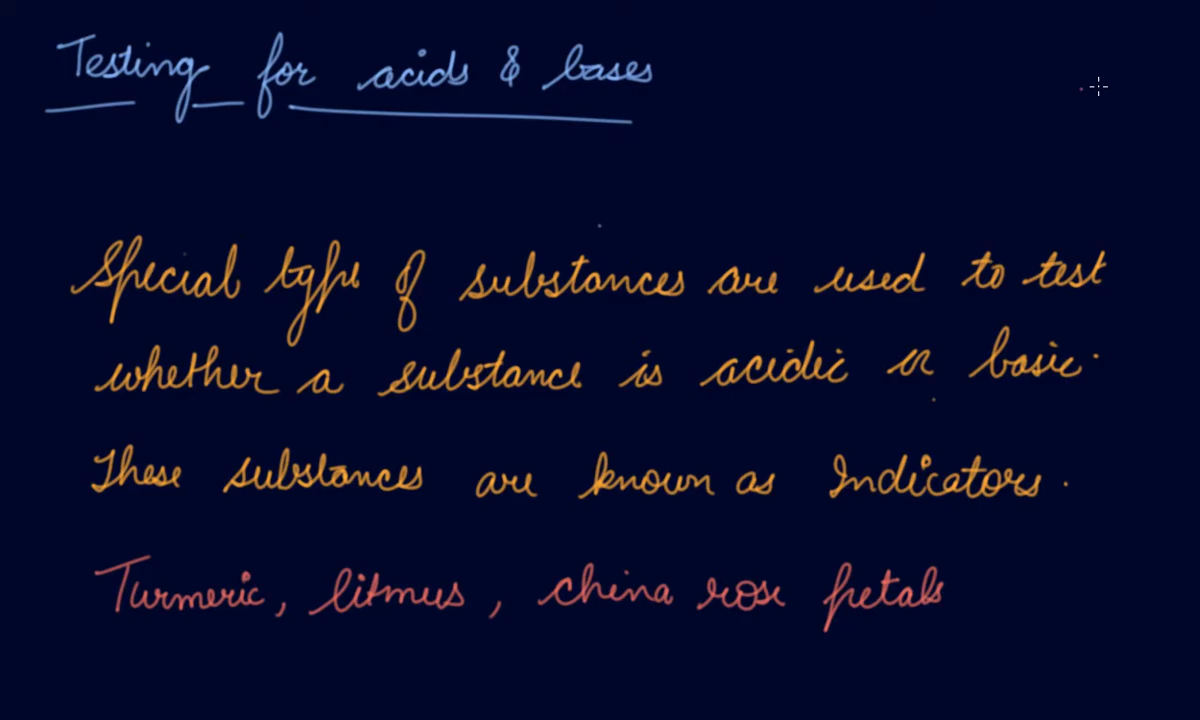 Testing for acids & bases
Special type of substances are used to test
whether a substance is acidic or basic.
These substances are known as Indicators.
Turmeric, litmus, china rose petals